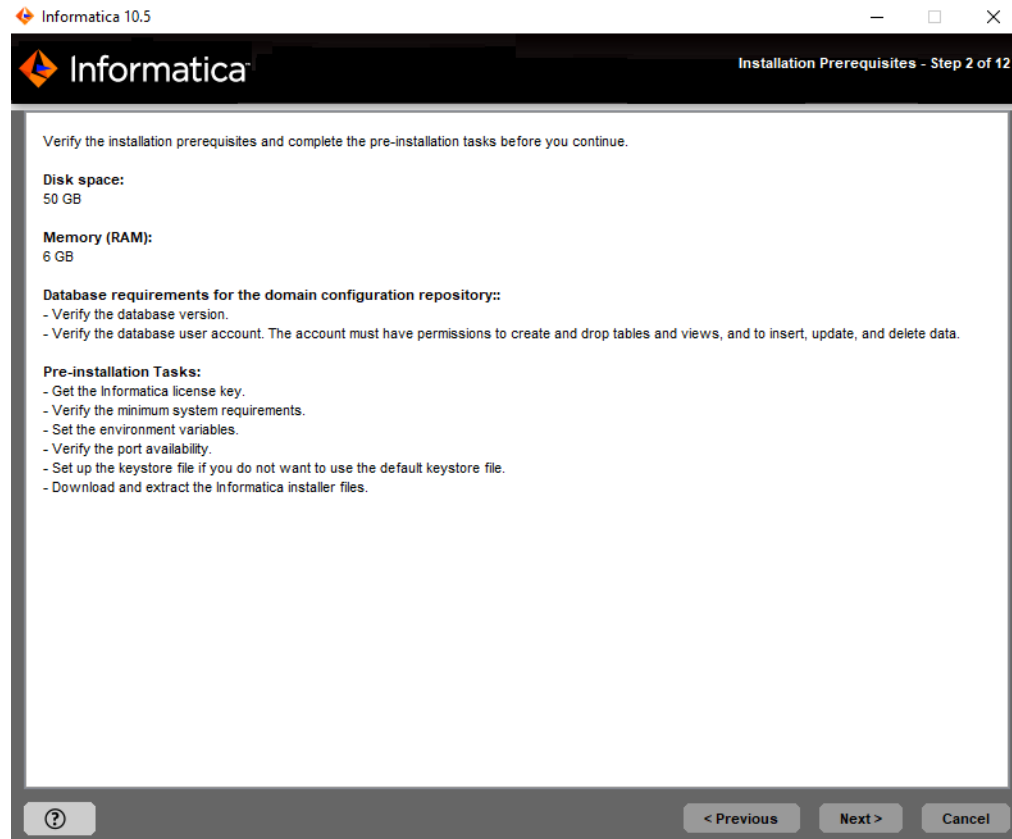 Informatica 10.5
Informatica
Installation Prerequisites - Step 2 of 12
Verify the installation prerequisites and complete the pre-installation tasks before you continue.
Disk space:
50 GB
Memory (RAM):
6 GB
Database requirements for the domain configuration repository::
- Verify the database version.
- Verify the database user account. The account must have permissions to create and drop tables and views, and to insert, update, and delete data.
Pre-installation Tasks:
- Get the Informatica license key.
- Verify the minimum system requirements.
- Set the environment variables.
- Verify the port availability.
- Set up the keystore file if you do not want to use the default keystore file.
- Download and extract the Informatica installer files.
?
< Previous
Next >
Cancel